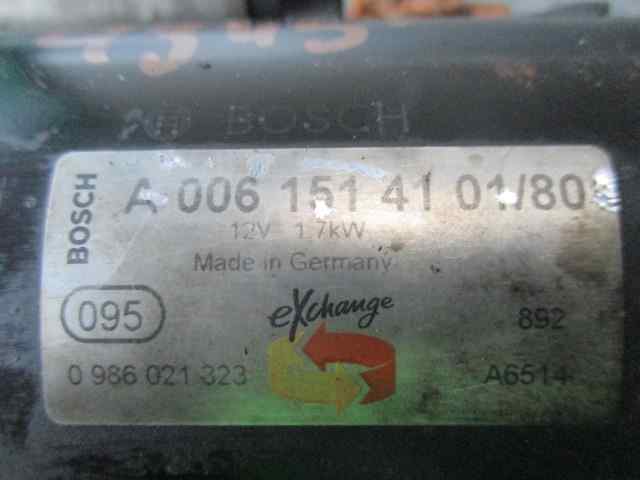 BOSCH
BOSCH
A 006 151 41 01/80
12V 1.7kW
Made in Germany
095
eXchange
892
0 986 021 323
A6514